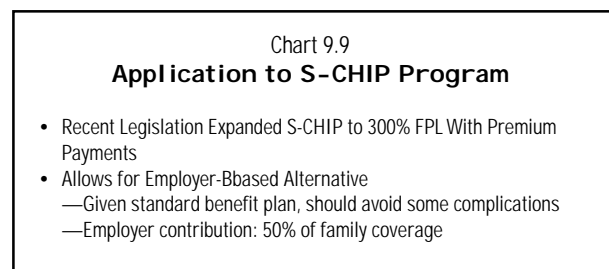 Chart 9.9
Application to S-CHIP Program
• Recent Legislation Expanded S-CHIP to 300% FPL With Premium
Payments
• Allows for Employer-Bbased Alternative
—Given standard benefit plan, should avoid some complications
—Employer contribution: 50% of family coverage